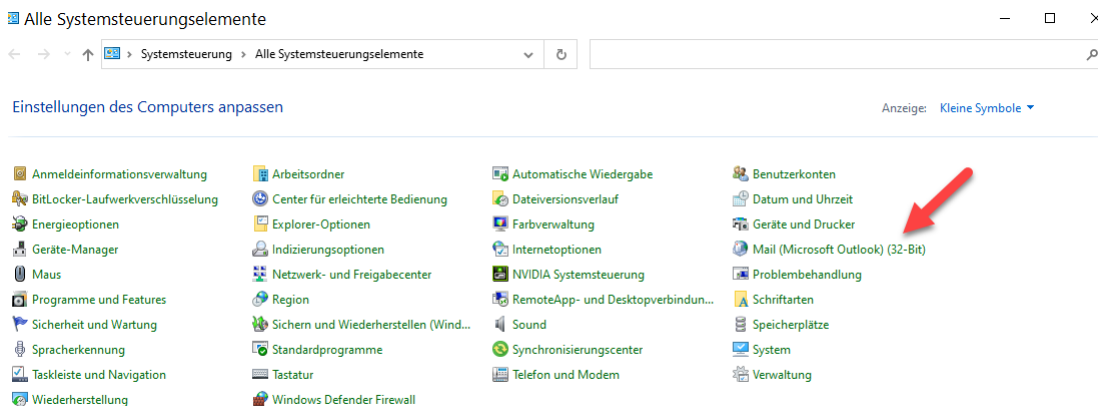 Alle Systemsteuerungselemente
Systemsteuerung › Alle Systemsteuerungselemente
Einstellungen des Computers anpassen
Anzeige: Kleine Symbole
Anmeldeinformationsverwaltung Arbeitsordner Automatische Wiedergabe Benutzerkonten
BitLocker-Laufwerkverschlüsselung Center für erleichterte Bedienung Dateiversionsverlauf Datum und Uhrzeit
Energieoptionen Explorer-Optionen Farbverwaltung Geräte und Drucker
Geräte-Manager Indizierungsoptionen Internetoptionen Mail (Microsoft Outlook) (32-Bit)
Maus Netzwerk- und Freigabecenter NVIDIA Systemsteuerung Problembehandlung
Programme und Features Region RemoteApp- und Desktopverbindun... Schriftarten
Sicherheit und Wartung Sichern und Wiederherstellen (Wind... Sound Speicherplätze
Spracherkennung Standardprogramme Synchronisierungscenter System
Taskleiste und Navigation Tastatur Telefon und Modem Verwaltung
Wiederherstellung Windows Defender Firewall